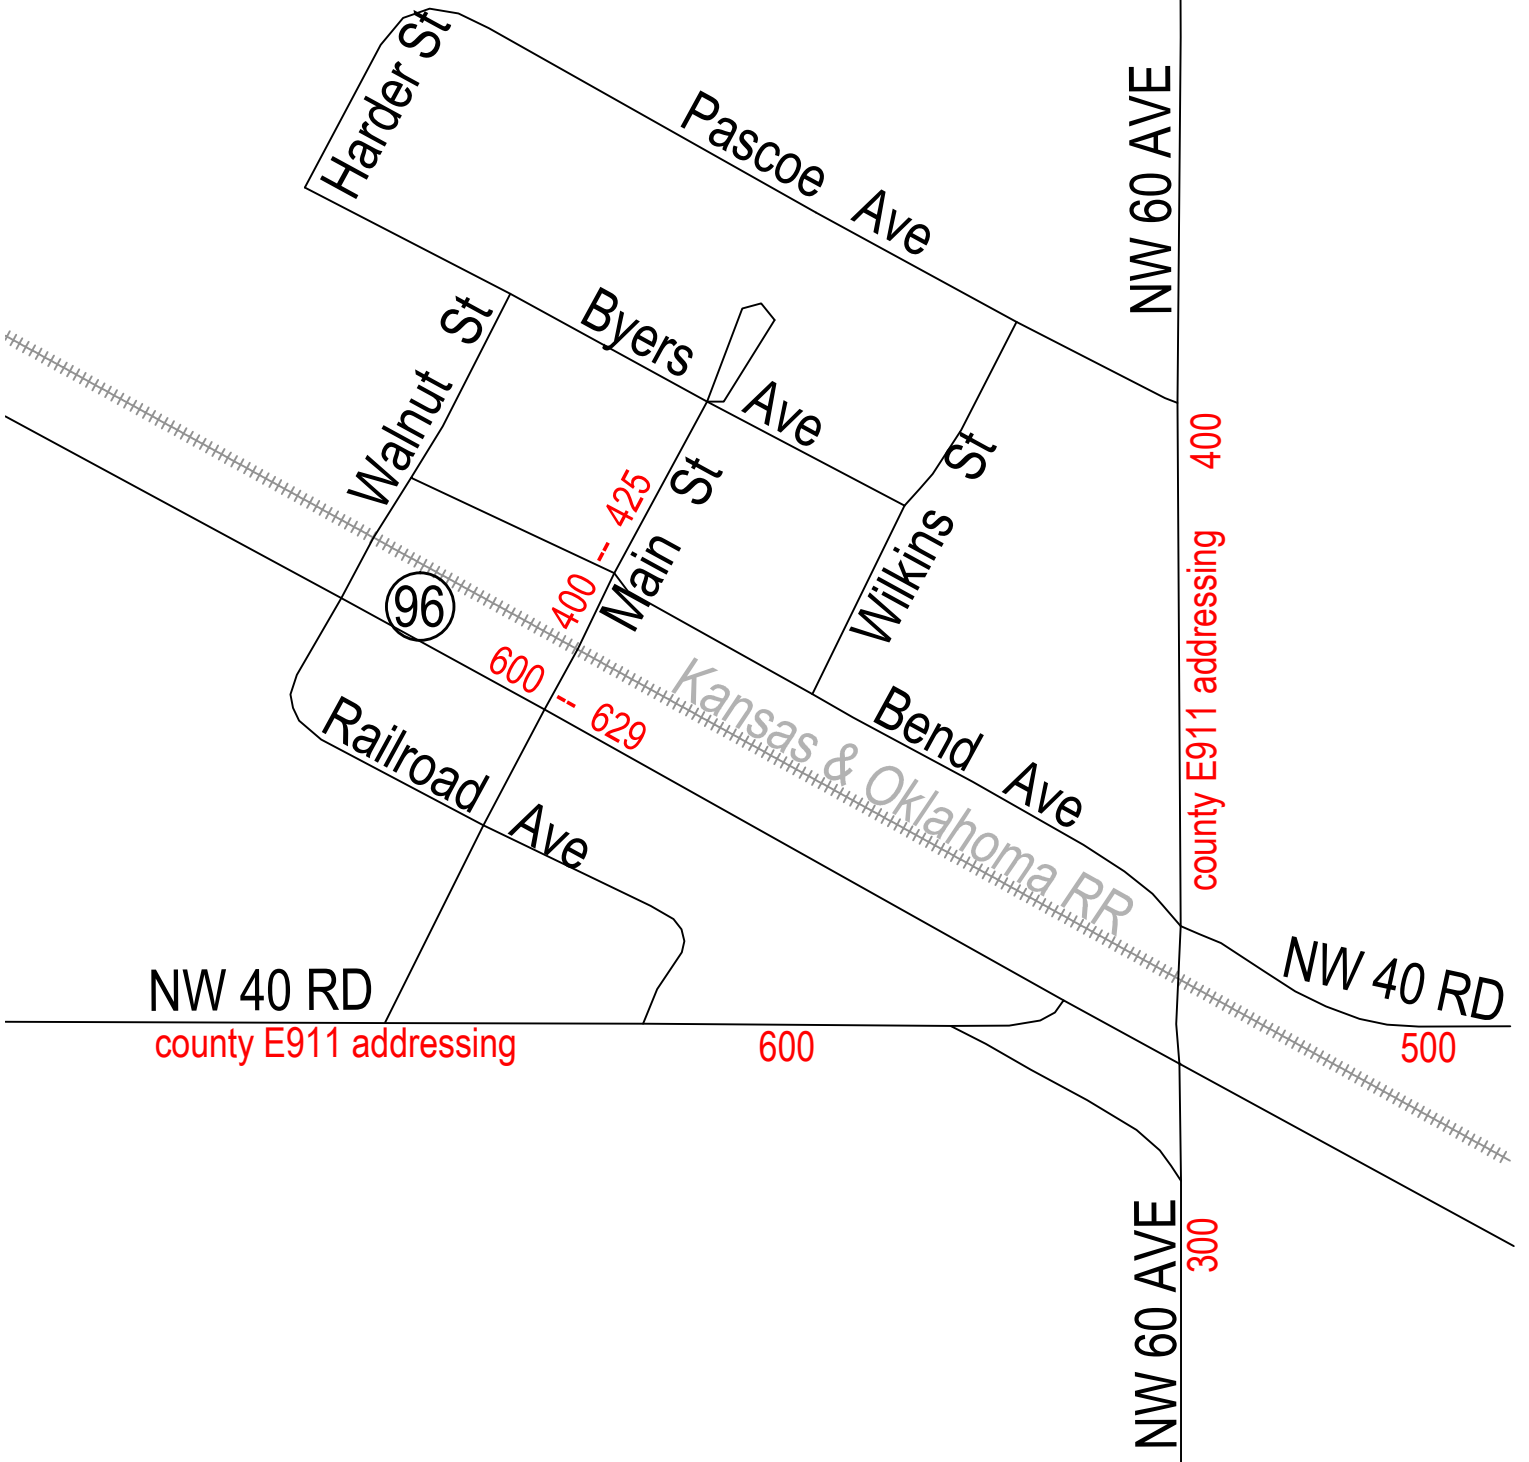 Harder St
Pascoe Ave
NW 60 AVE
Walnut St
Byers Ave
400 -- 425
Main St
Wilkins St
400
county E911 addressing
96
600 -- 629
Kansas & Oklahoma RR
Bend Ave
Railroad Ave
NW 40 RD
county E911 addressing
600
NW 40 RD
500
NW 60 AVE
300